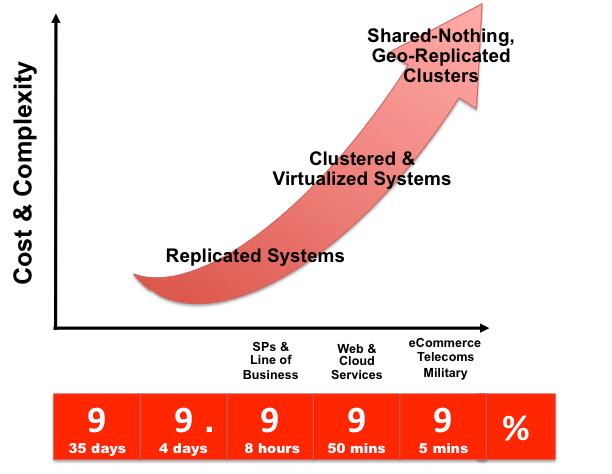 Shared-Nothing,
Geo-Replicated
Clusters
Clustered &
Virtualized Systems
Replicated Systems
Cost & Complexity
SPs &
Line of
Business
Web &
Cloud
Services
eCommerce
Telecoms
Military
9 9 . 9 9 9 %
35 days 4 days 8 hours 50 mins 5 mins